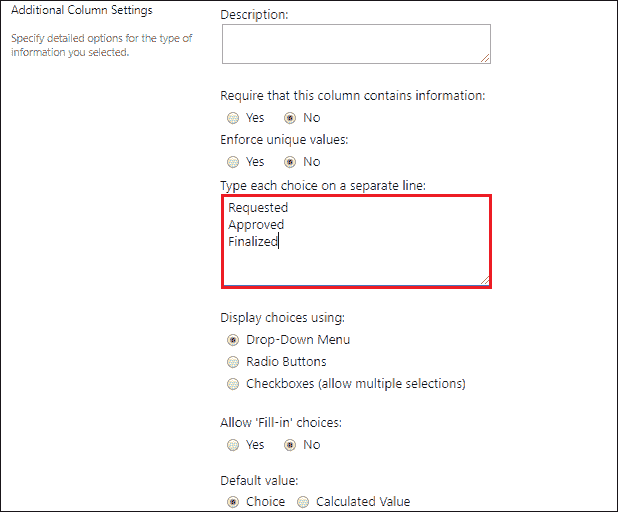 Additional Column Settings
Specify detailed options for the type of
information you selected.
Description:
Require that this column contains information:
Yes No
Enforce unique values:
Yes No
Type each choice on a separate line:
Requested
Approved
Finalized
Display choices using:
Drop-Down Menu
Radio Buttons
Checkboxes (allow multiple selections)
Allow 'Fill-in' choices:
Yes No
Default value:
Choice Calculated Value